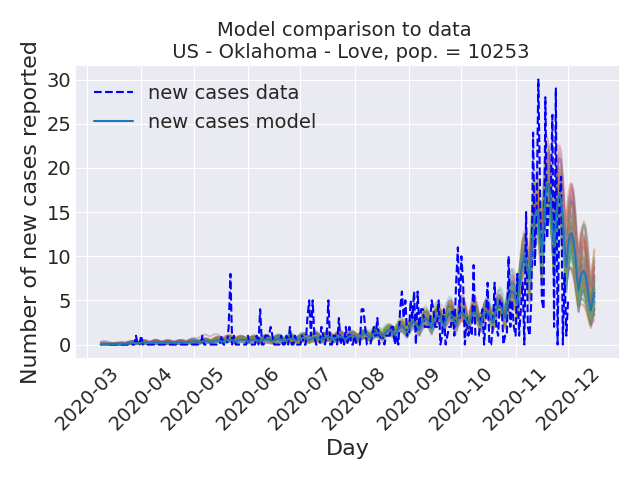 Model comparison to data
US - Oklahoma - Love, pop. = 10253
Number of new cases reported
30
25
20
15
10
5
0
new cases data
new cases model
2020-03
2020-04
2020-05
2020-06
2020-07
2020-08
2020-09
2020-10
2020-11
2020-12
Day